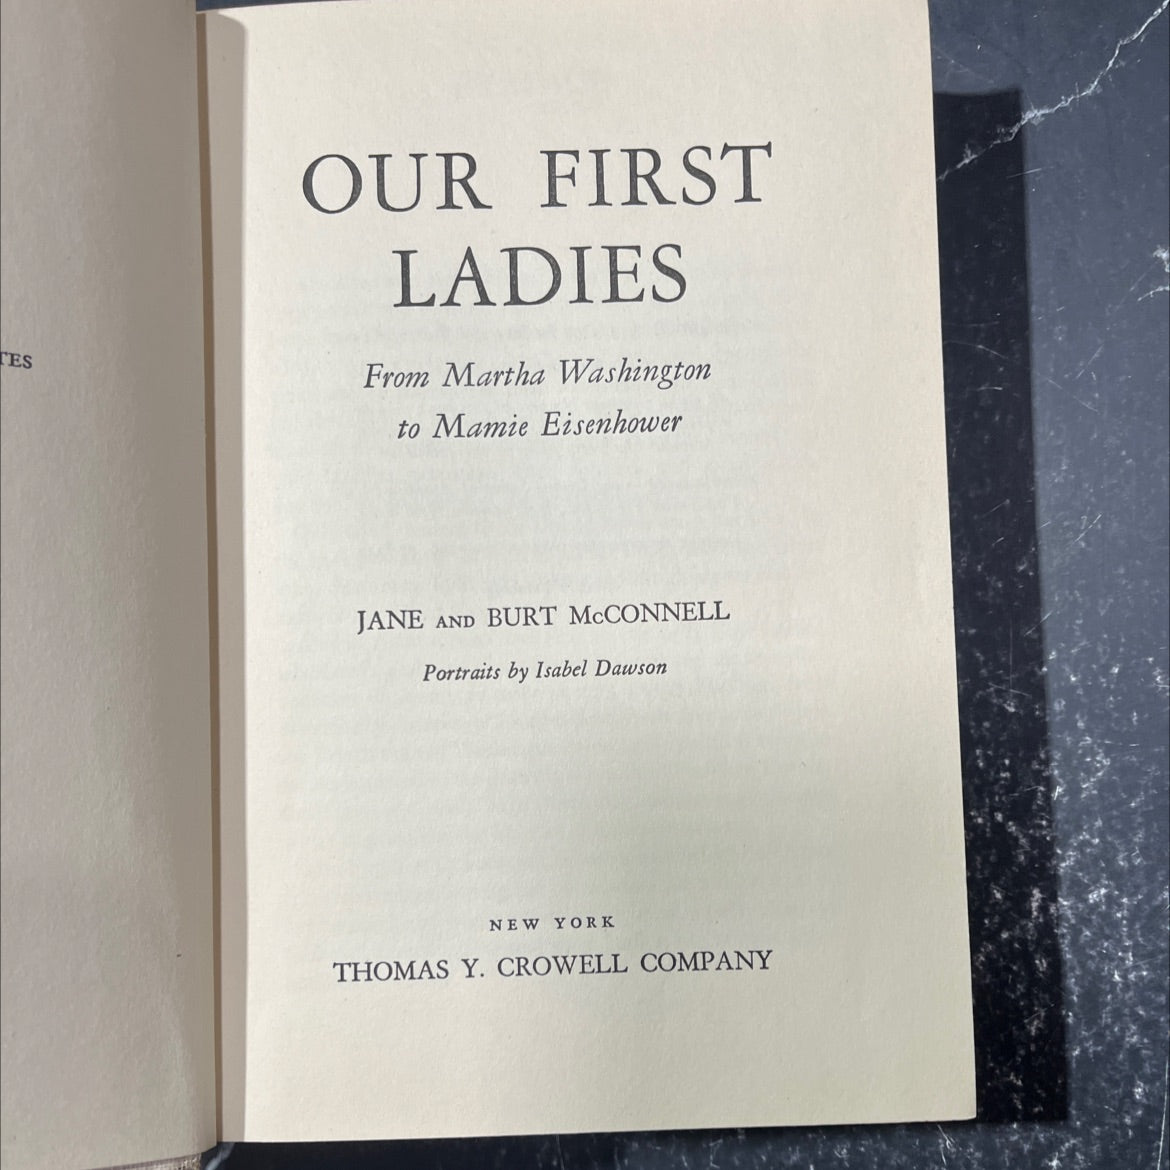 TES
OUR FIRST
LADIES
From Martha Washington
to Mamie Eisenhower
JANE AND BURT McCONNELL
Portraits by Isabel Dawson
NEW YORK
THOMAS Y. CROWELL COMPANY